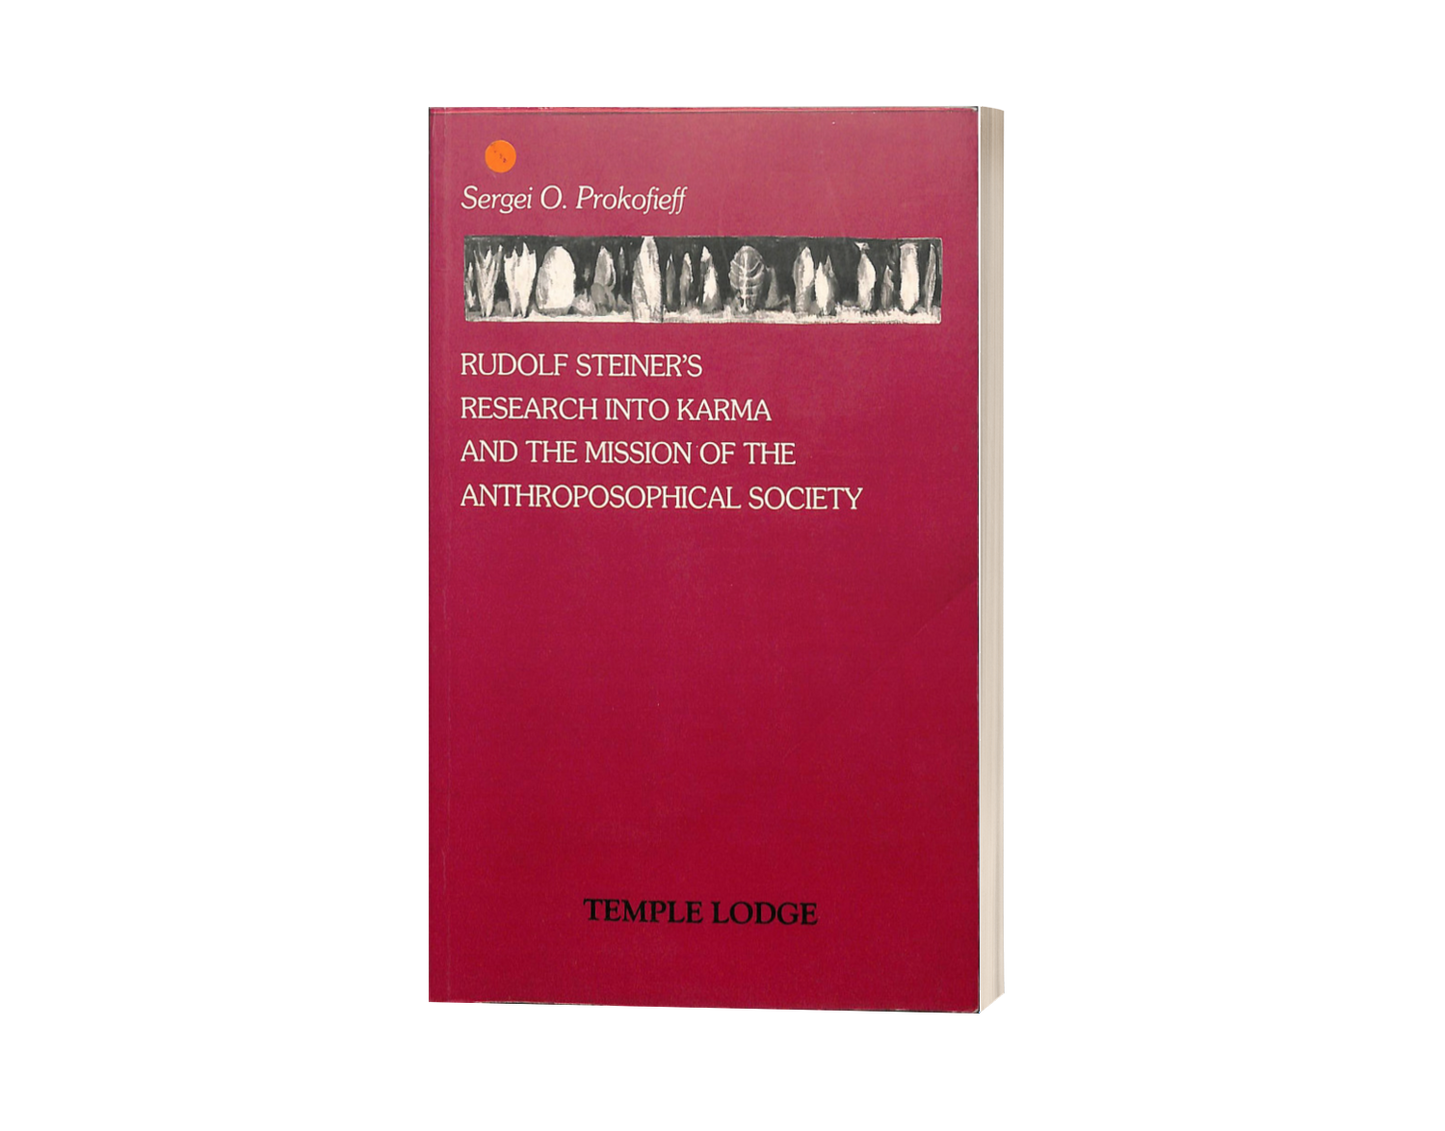 Sergei O. Prokofieff
RUDOLF STEINER’S
RESEARCH INTO KARMA
AND THE MISSION OF THE
ANTHROPOSOPHICAL SOCIETY
TEMPLE LODGE